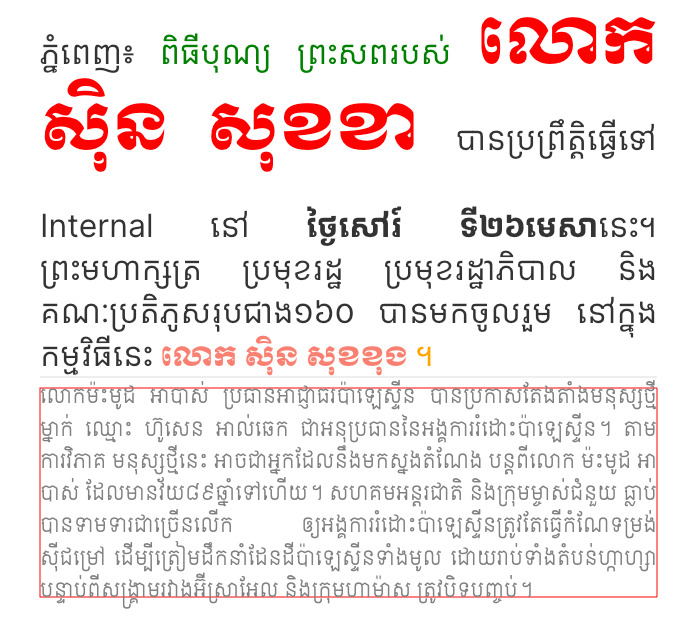 ភ្នំពេញ៖ ពិធីបុណ្យ ព្រះសពរបស់ លោក
ស៊ិន សុខខា បានប្រព្រឹត្តិធ្វើទៅ
Internal នៅ ថ្ងៃសៅរ៍ ទី២៦មេសានេះ។
ព្រះមហាក្សត្រ ប្រមុខរដ្ឋ ប្រមុខរដ្ឋាភិបាល និង
គណៈប្រតិភូសរុបជាង១៦០ បានមកចូលរួម នៅក្នុង
កម្មវិធីនេះ លោក ស៊ិន សុខខុង ។
លោកម៉ះមូដ អាបាស់ ប្រធានអាជ្ញាធរប៉ាឡេស្ទីន បានប្រកាសតែងតាំងមនុស្សថ្មី
ម្នាក់ ឈ្មោះ ហ៊ូសេន អាល់ឆេក ជាអនុប្រធាននៃអង្គការរំដោះប៉ាឡេស្ទីន។ តាម
ការវិភាគ មនុស្សថ្មីនេះ អាចជាអ្នកដែលនឹងមកស្នងតំណែង បន្តពីលោក ម៉ះមូដ អា
បាស់ ដែលមានវ័យ៨៩ឆ្នាំទៅហើយ។ សហគមអន្តរជាតិ និងក្រុមម្ចាស់ជំនួយ ធ្លាប់
បានទាមទារជាច្រើនលើក ឲ្យអង្គការរំដោះប៉ាឡេស្ទីនត្រូវតែធ្វើកំណែទម្រង់
ស៊ីជម្រៅ ដើម្បីត្រៀមដឹកនាំដែនដីប៉ាឡេស្ទីនទាំងមូល ដោយរាប់ទាំងតំបន់ហ្កាហ្សា
បន្ទាប់ពីសង្គ្រាមរវាងអ៊ីស្រាអែល និងក្រុមហាម៉ាស ត្រូវបិទបញ្ចប់។